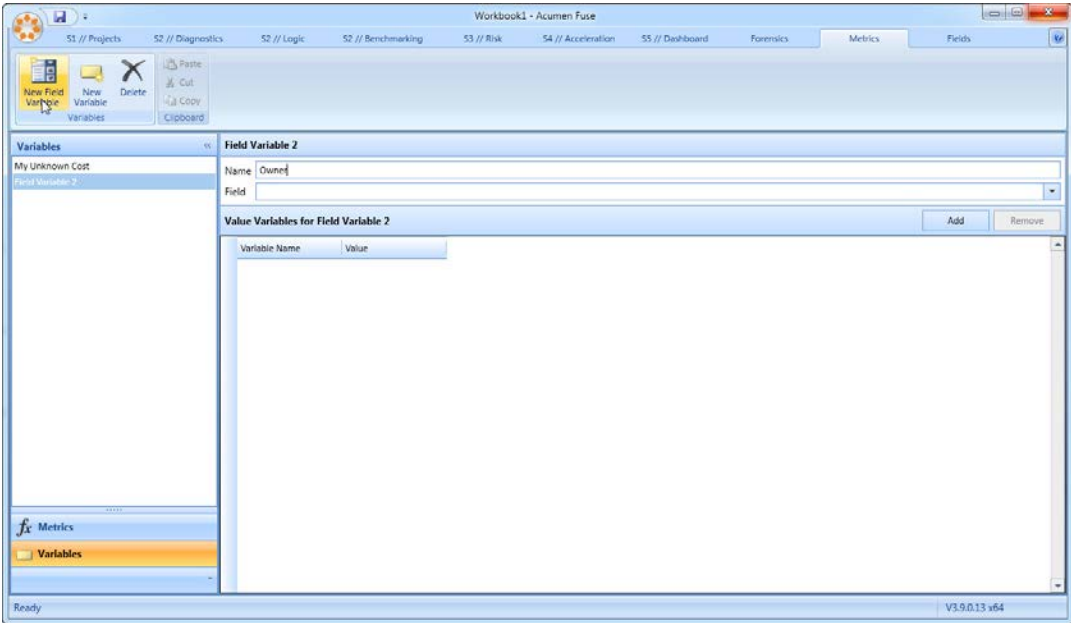 Workbook1 - Acumen Fuse
S1 // Projects S2 // Diagnostics S2 // Logic S2 // Benchmarking S3 // Risk S4 // Acceleration S5 // Dashboard Forensics Metrics Fields
New Field Variable
New Variable
Delete
Paste
Cut
Copy
Variables Clipboard
Variables
My Unknown Cost
Field Variable 2
Field Variable 2
Name Owner
Field
Value Variables for Field Variable 2 Add Remove
Variable Name Value
fx Metrics
Variables
Ready V3.9.0.13 x64